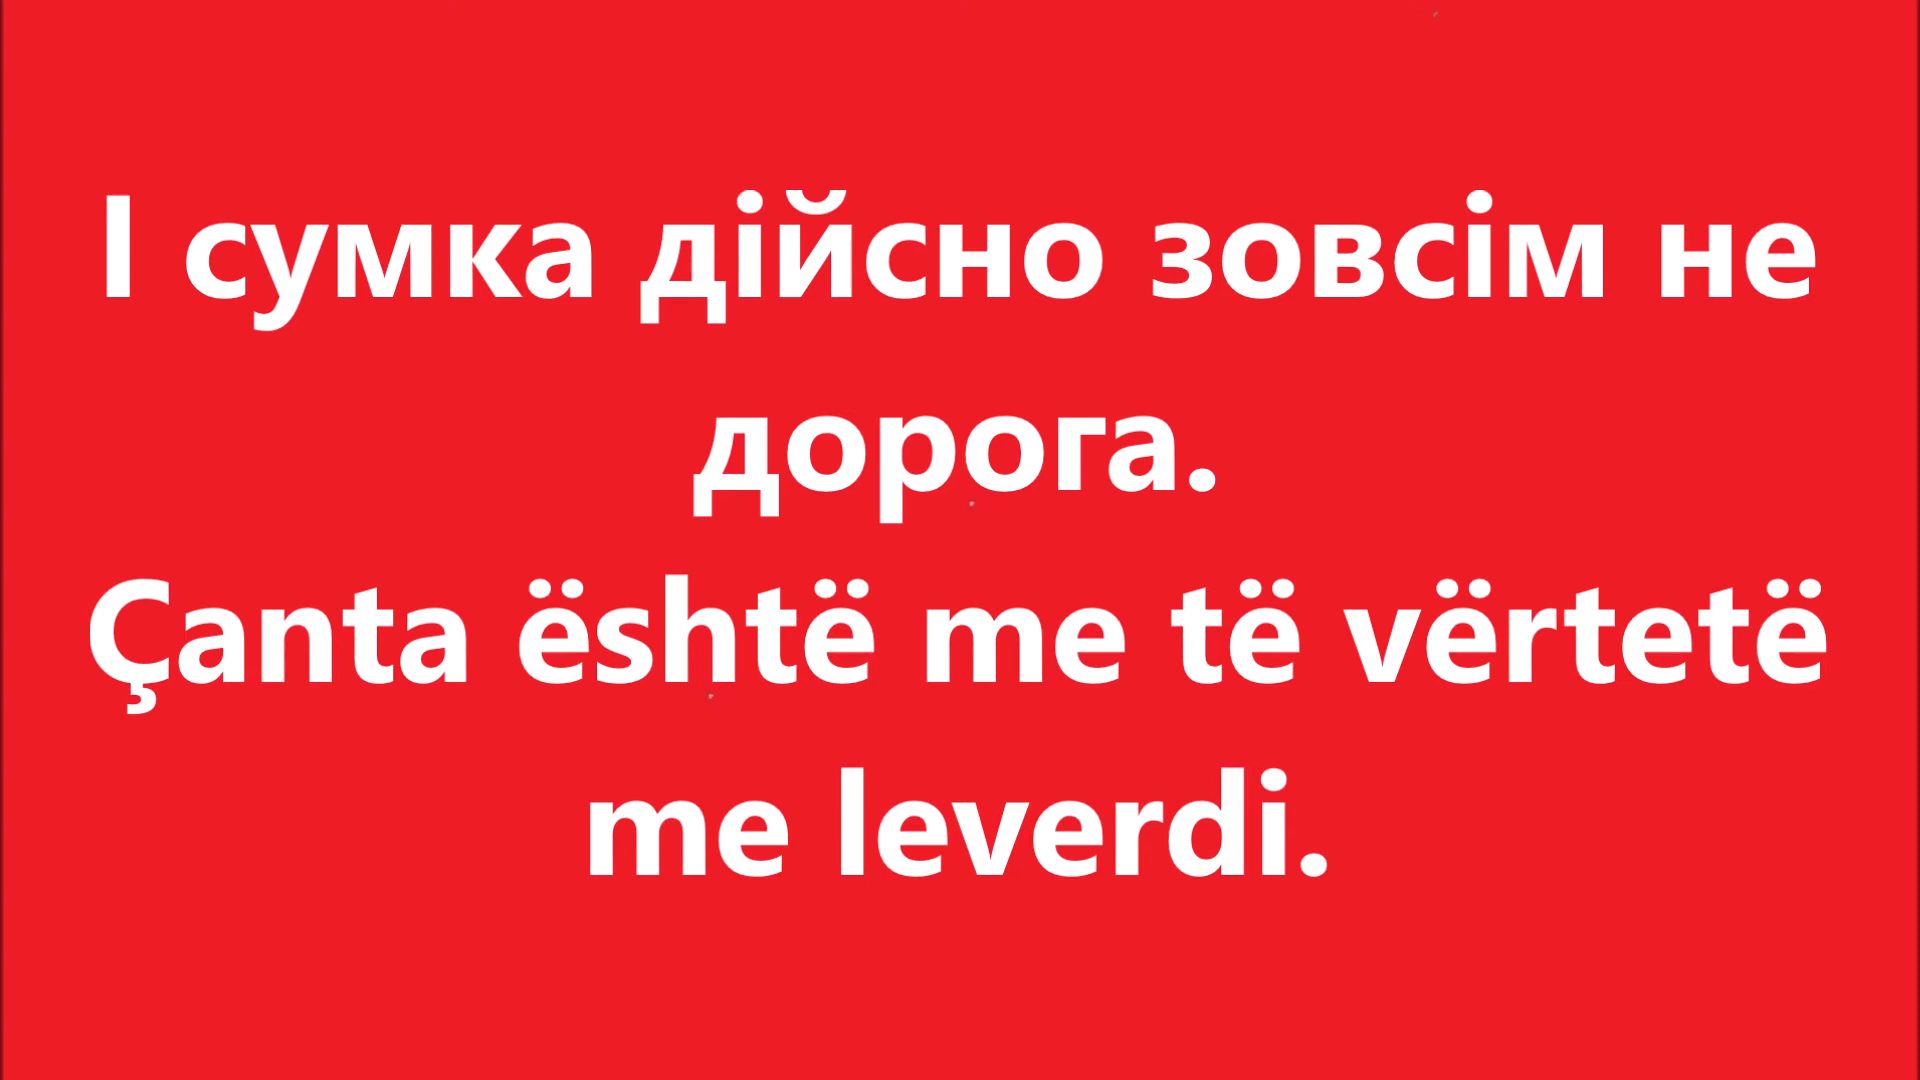 І сумка дійсно зовсім не
дорога.
Çanta është me të vërtetë
me leverdi.